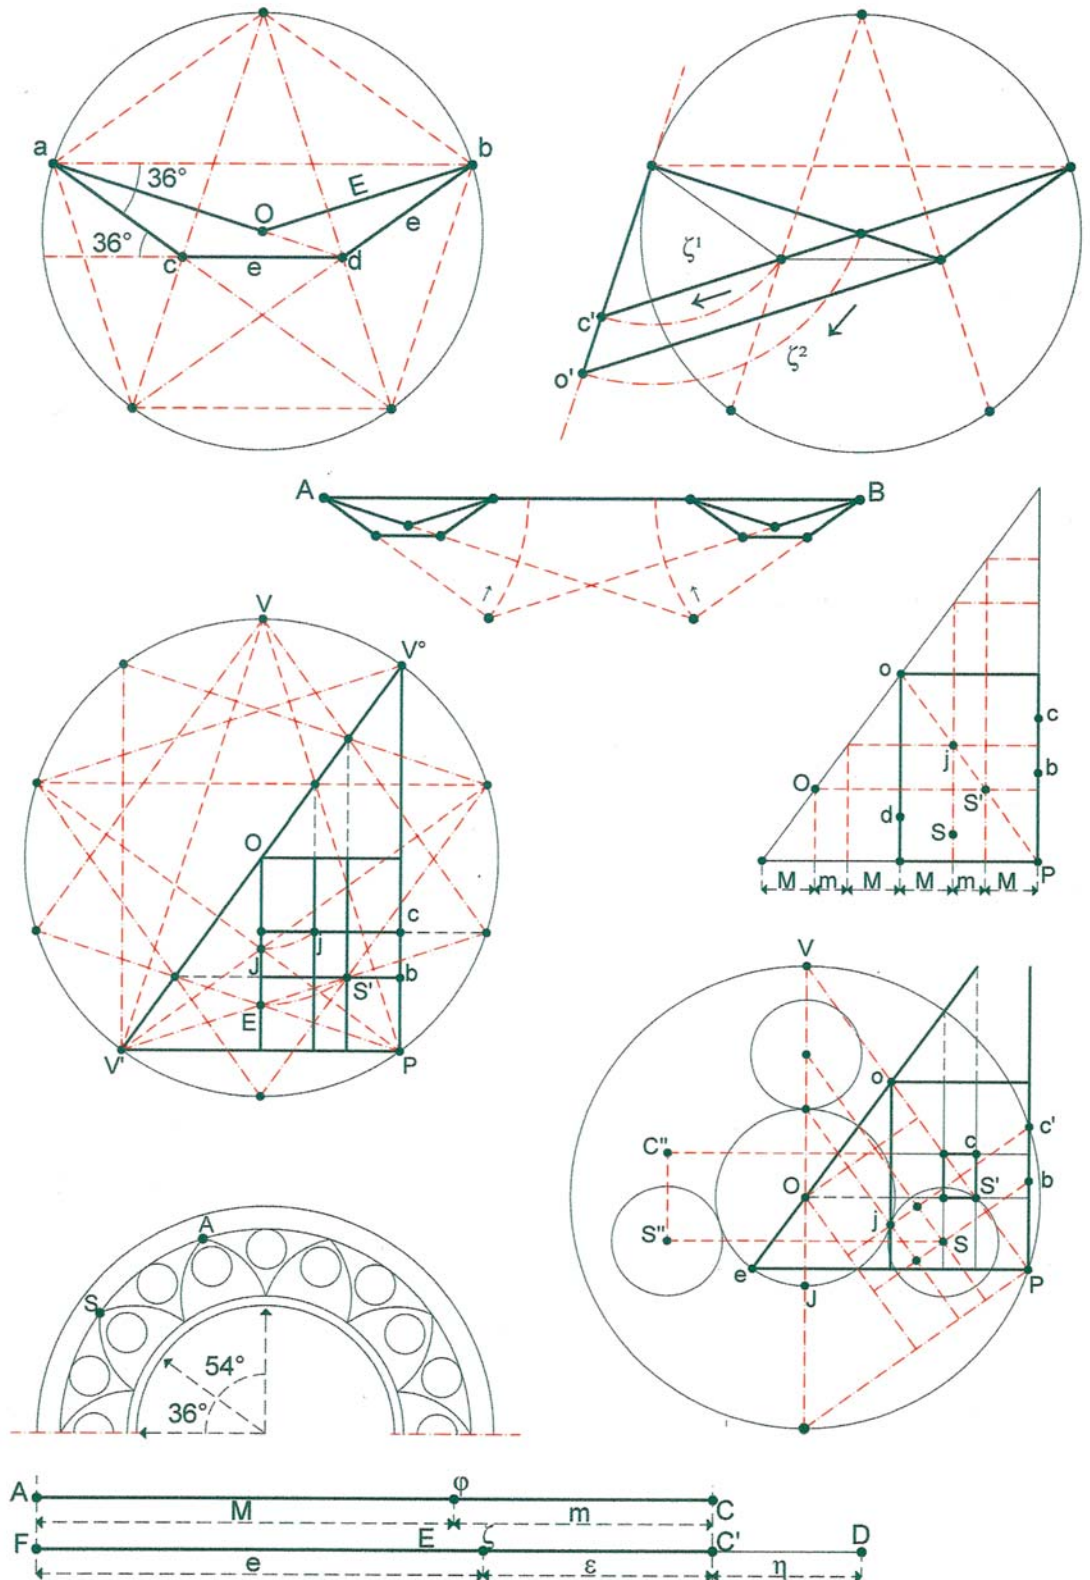 a
b
36°
E
O
e
36°
c
e
d
ζ¹
c'
ζ²
o'
A
B
V
V°
o
c
j
b
O
S'
d
S
P
M m M M m M
O
c
j
J
b
S'
E
V'
P
V
o
c'
C"
c
b
O
S'
j
S"
S
e
J
P
A
S
54°
36°
A φ C
M m
F E ζ C' D
e ε η